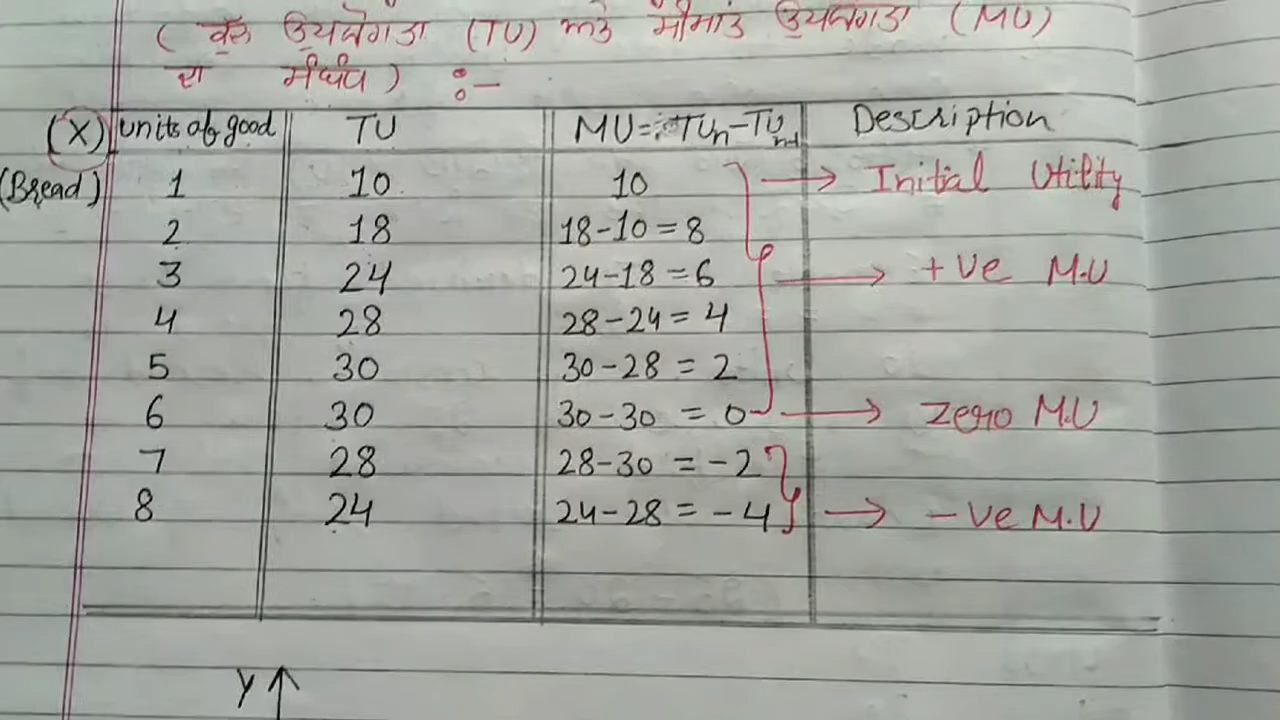 ( ਕੁੱਲ ਉਪਯੋਗਤਾ (TU) ਅਤੇ ਸੀਮਾਂਤ ਉਪਯੋਗਤਾ (MU)
ਦਾ ਸੰਬੰਧ ) :-
(X) units of good TU MU = TUn-TUn-1 Description
(Bread) 1 10 10 → Initial Utility
2 18 18-10=8
3 24 24-18=6 → +ve M.U
4 28 28-24=4
5 30 30-28=2
6 30 30-30=0 → Zero M.U
7 28 28-30=-2
8 24 24-28=-4 → -ve M.U
Y